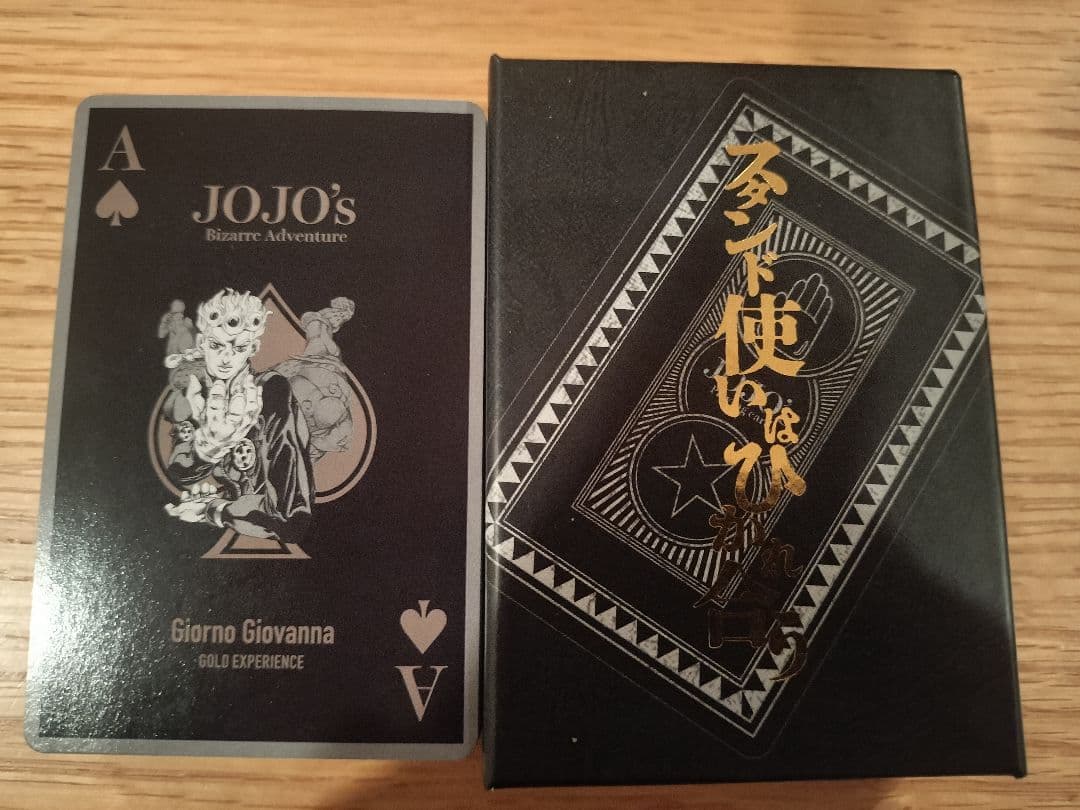 A
JOJO's
Bizarre Adventure
Giorno Giovanna
GOLD EXPERIENCE
A
スタンド使いはひかれ合う